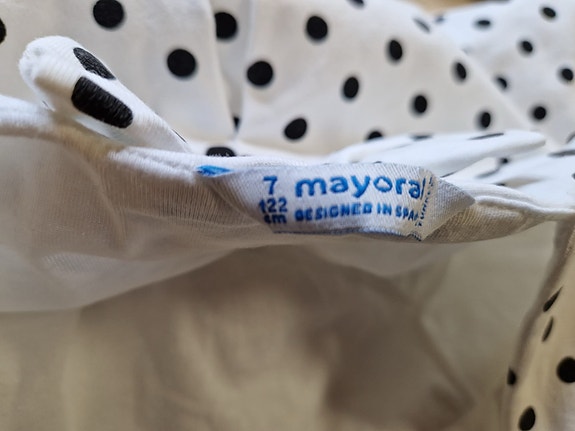 7 mayoral
122 DESIGNED IN SPA
cm